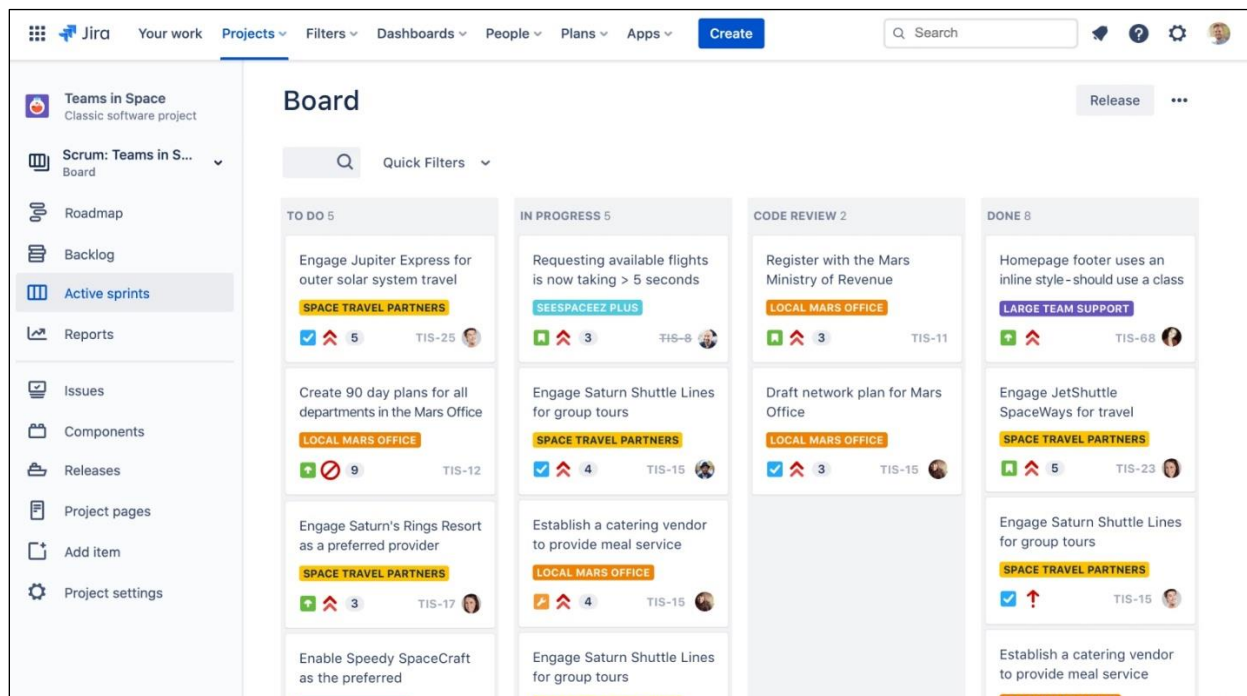 Jira Your work Projects Filters Dashboards People Plans Apps Create Search
Teams in Space
Classic software project
Scrum: Teams in S...
Board
Roadmap
Backlog
Active sprints
Reports
Issues
Components
Releases
Project pages
Add item
Project settings
Board
Release
Quick Filters
TO DO 5
Engage Jupiter Express for
outer solar system travel
SPACE TRAVEL PARTNERS
5 TIS-25
Create 90 day plans for all
departments in the Mars Office
LOCAL MARS OFFICE
9 TIS-12
Engage Saturn's Rings Resort
as a preferred provider
SPACE TRAVEL PARTNERS
3 TIS-17
Enable Speedy SpaceCraft
as the preferred
IN PROGRESS 5
Requesting available flights
is now taking > 5 seconds
SEESPACEEZ PLUS
3 TIS-8
Engage Saturn Shuttle Lines
for group tours
SPACE TRAVEL PARTNERS
4 TIS-15
Establish a catering vendor
to provide meal service
LOCAL MARS OFFICE
4 TIS-15
Engage Saturn Shuttle Lines
for group tours
CODE REVIEW 2
Register with the Mars
Ministry of Revenue
LOCAL MARS OFFICE
3 TIS-11
Draft network plan for Mars
Office
LOCAL MARS OFFICE
3 TIS-15
DONE 8
Homepage footer uses an
inline style-should use a class
LARGE TEAM SUPPORT
TIS-68
Engage JetShuttle
SpaceWays for travel
SPACE TRAVEL PARTNERS
5 TIS-23
Engage Saturn Shuttle Lines
for group tours
SPACE TRAVEL PARTNERS
TIS-15
Establish a catering vendor
to provide meal service